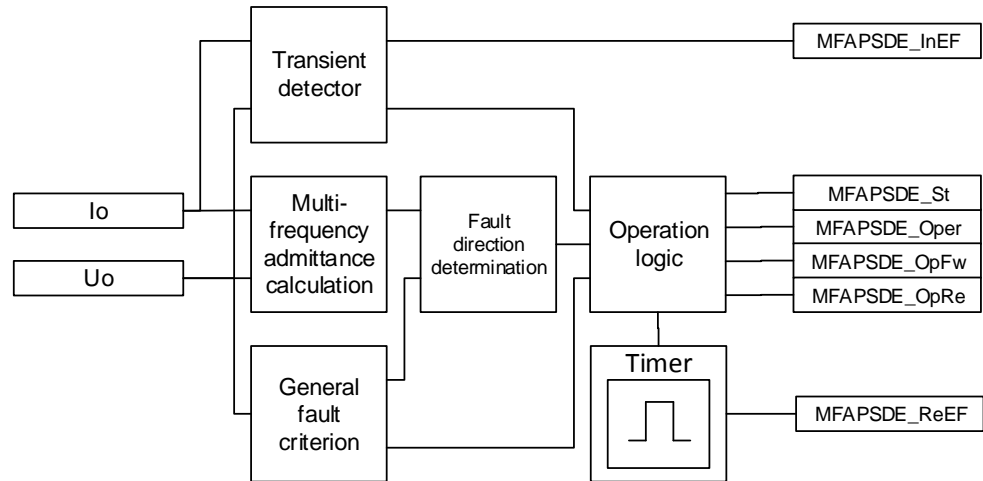 Transient
detector
MFAPSDE_InEF
Io
Uo
Multi-
frequency
admittance
calculation
Fault
direction
determination
Operation
logic
MFAPSDE_St
MFAPSDE_Oper
MFAPSDE_OpFw
MFAPSDE_OpRe
General
fault
criterion
Timer
MFAPSDE_ReEF